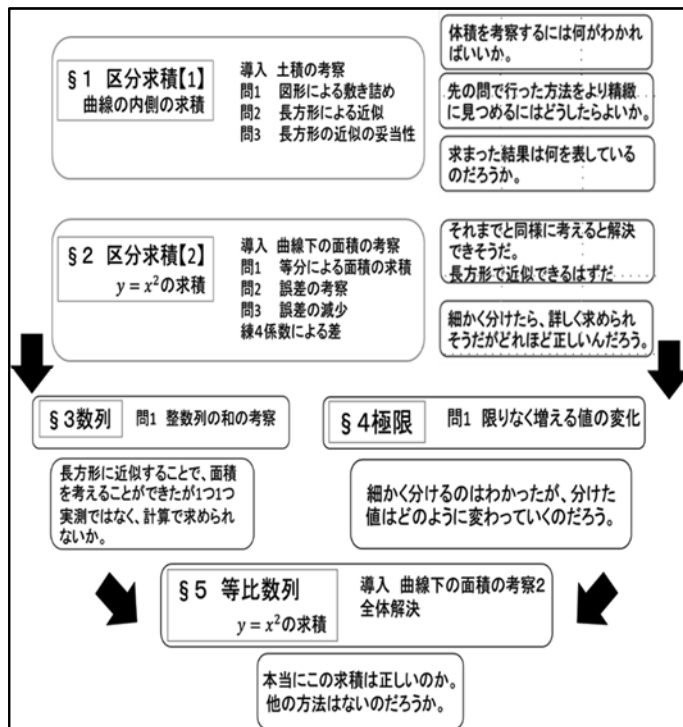 §1 区分求積【1】
曲線の内側の求積
導入 土積の考察
問1 図形による敷き詰め
問2 長方形による近似
問3 長方形の近似の妥当性
体積を考察するには何がわかれ
ばいいか。
先の問で行った方法をより精緻
に見つめるにはどうしたらよいか。
求まった結果は何を表している
のだろうか。
§2 区分求積【2】
y = x²の求積
導入 曲線下の面積の考察
問1 等分による面積の求積
問2 誤差の考察
問3 誤差の減少
練4係数による差
それまでと同様に考えると解決
できそうだ。
長方形で近似できるはずだ
細かく分けたら、詳しく求められ
そうだがどれほど正しいんだろう。
§3数列
問1 整数列の和の考察
§4極限
問1 限りなく増える値の変化
長方形に近似することで、面積
を考えることができたが1つ1つ
実測ではなく、計算で求められ
ないか。
細かく分けるのはわかったが、分けた
値はどのように変わっていくのだろう。
§5 等比数列
y = x²の求積
導入 曲線下の面積の考察2
全体解決
本当にこの求積は正しいのか。
他の方法はないのだろうか。